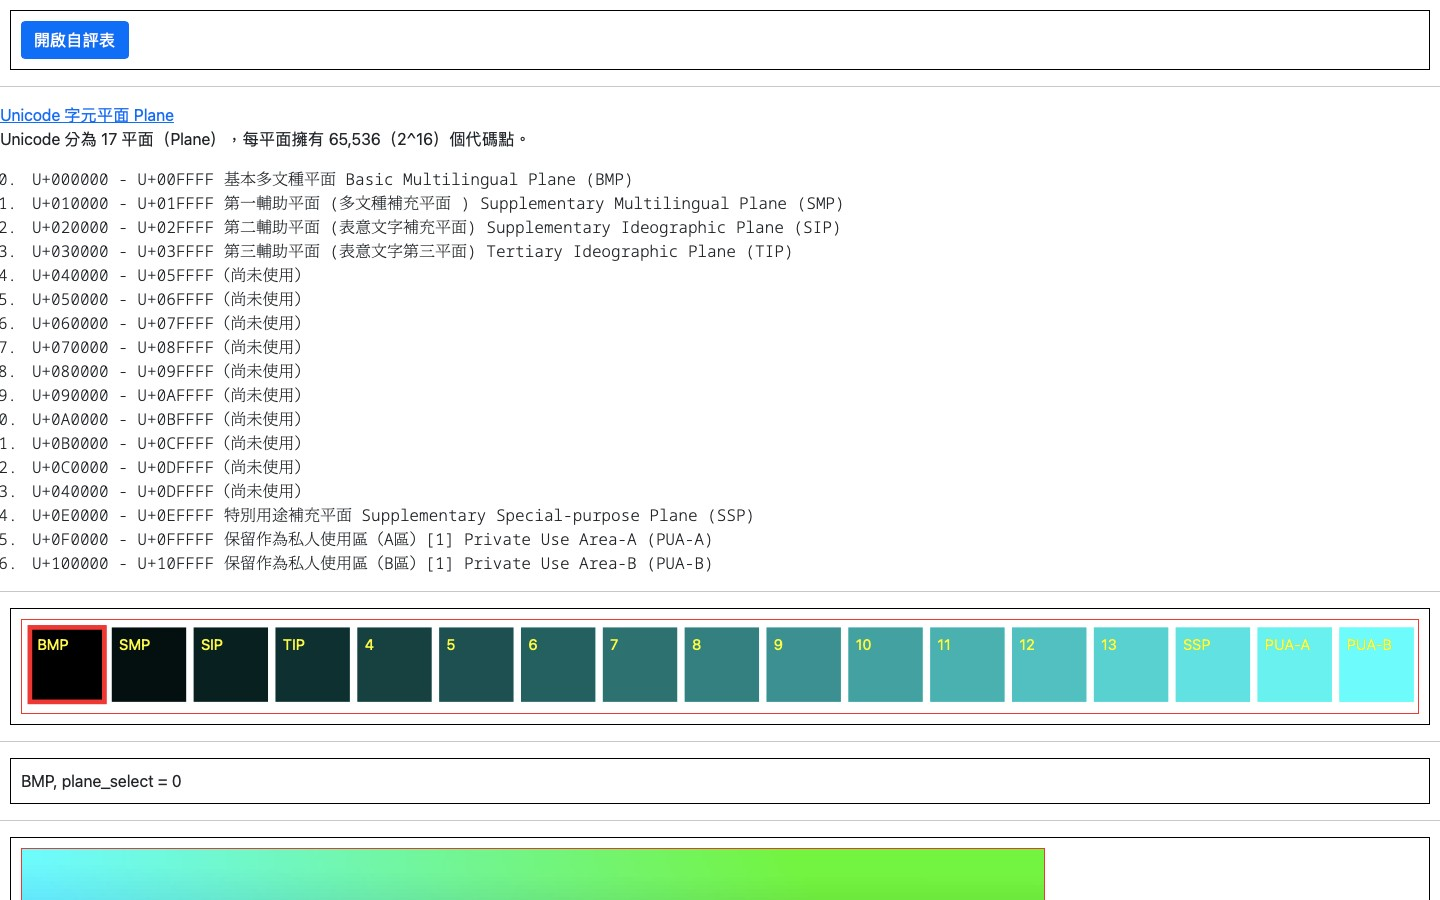 開啟自評表
Unicode 字元平面 Plane
Unicode 分為 17 平面（Plane），每平面擁有 65,536（2^16）個代碼點。
0. U+000000 - U+00FFFF 基本多文種平面 Basic Multilingual Plane (BMP)
1. U+010000 - U+01FFFF 第一輔助平面 (多文種補充平面 ) Supplementary Multilingual Plane (SMP)
2. U+020000 - U+02FFFF 第二輔助平面 (表意文字補充平面) Supplementary Ideographic Plane (SIP)
3. U+030000 - U+03FFFF 第三輔助平面 (表意文字第三平面) Tertiary Ideographic Plane (TIP)
4. U+040000 - U+05FFFF（尚未使用）
5. U+050000 - U+06FFFF（尚未使用）
6. U+060000 - U+07FFFF（尚未使用）
7. U+070000 - U+08FFFF（尚未使用）
8. U+080000 - U+09FFFF（尚未使用）
9. U+090000 - U+0AFFFF（尚未使用）
0. U+0A0000 - U+0BFFFF（尚未使用）
1. U+0B0000 - U+0CFFFF（尚未使用）
2. U+0C0000 - U+0DFFFF（尚未使用）
3. U+040000 - U+0DFFFF（尚未使用）
4. U+0E0000 - U+0EFFFF 特別用途補充平面 Supplementary Special-purpose Plane (SSP)
5. U+0F0000 - U+0FFFFF 保留作為私人使用區（A區）[1] Private Use Area-A (PUA-A)
6. U+100000 - U+10FFFF 保留作為私人使用區（B區）[1] Private Use Area-B (PUA-B)
BMP SMP SIP TIP 4 5 6 7 8 9 10 11 12 13 SSP PUA-A PUA-B
BMP, plane_select = 0